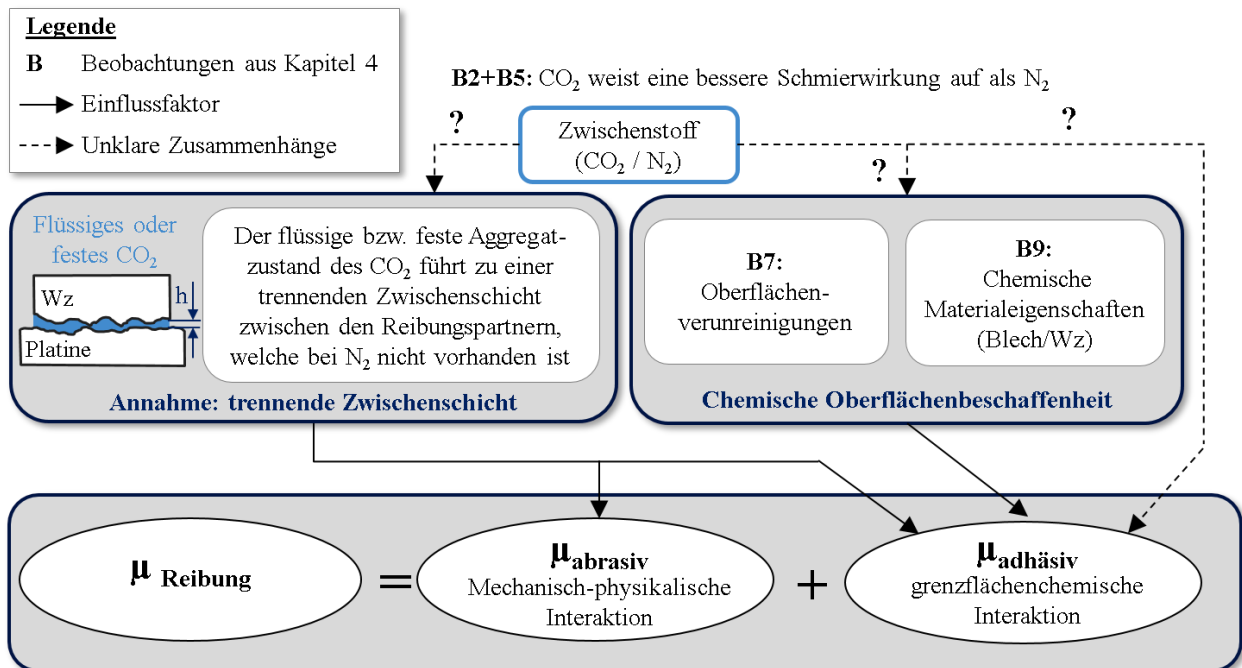 Legende
B Beobachtungen aus Kapitel 4
Einflussfaktor
Unklare Zusammenhänge
B2+B5: CO₂ weist eine bessere Schmierwirkung auf als N₂
?
?
?
Zwischenstoff
(CO₂ / N₂)
Flüssiges oder
festes CO₂
Wz
h
Platine
Der flüssige bzw. feste Aggregat-
zustand des CO₂ führt zu einer
trennenden Zwischenschicht
zwischen den Reibungspartnern,
welche bei N₂ nicht vorhanden ist
Annahme: trennende Zwischenschicht
B7:
Oberflächen-
verunreinigungen
B9:
Chemische
Materialeigenschaften
(Blech/Wz)
Chemische Oberflächenbeschaffenheit
μ Reibung
=
μabrasiv
Mechanisch-physikalische
Interaktion
+
μadhäsiv
grenzflächenchemische
Interaktion